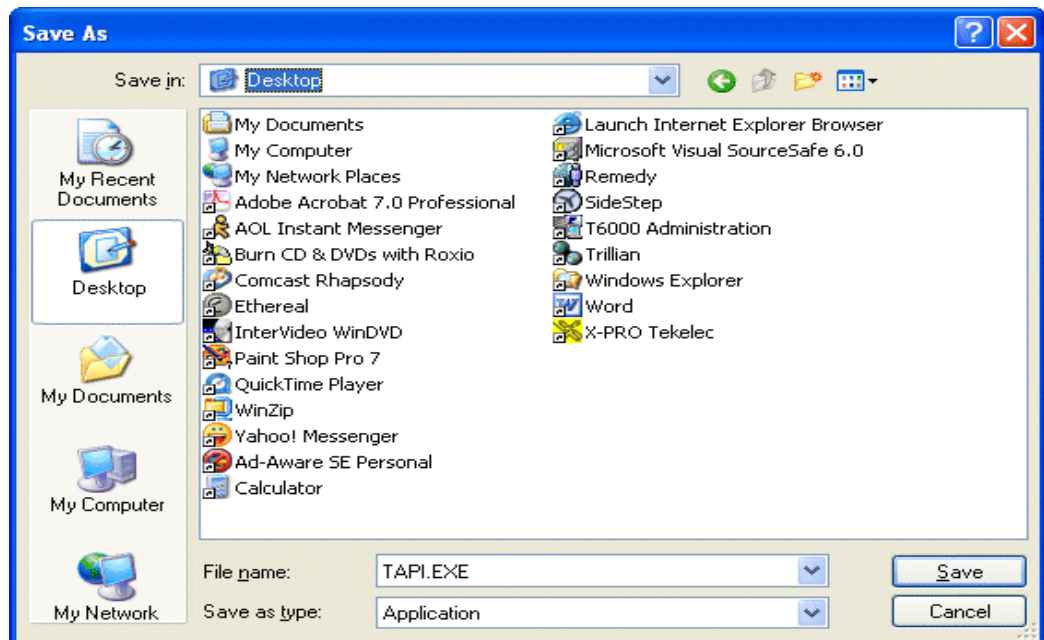 Save As
Save in:
Desktop
My Recent
Documents
Desktop
My Documents
My Computer
My Network
My Documents
My Computer
My Network Places
Adobe Acrobat 7.0 Professional
AOL Instant Messenger
Burn CD & DVDs with Roxio
Comcast Rhapsody
Ethereal
InterVideo WinDVD
Paint Shop Pro 7
QuickTime Player
WinZip
Yahoo! Messenger
Ad-Aware SE Personal
Calculator
Launch Internet Explorer Browser
Microsoft Visual SourceSafe 6.0
Remedy
SideStep
T6000 Administration
Trillian
Windows Explorer
Word
X-PRO Tekelec
File name:
TAPI.EXE
Save
Save as type:
Application
Cancel